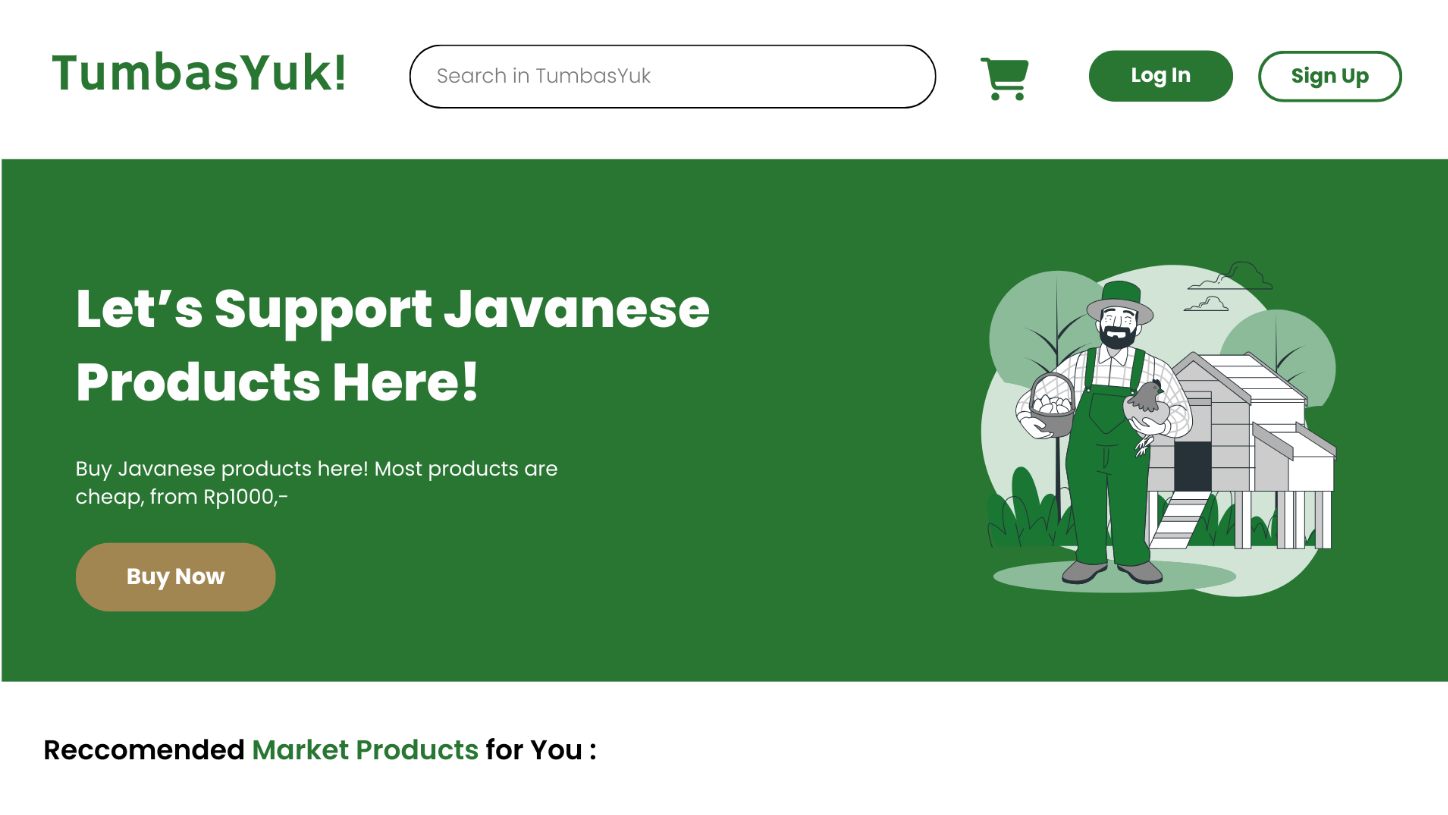 TumbasYuk!
Search in TumbasYuk
Log In
Sign Up
Let’s Support Javanese
Products Here!
Buy Javanese products here! Most products are
cheap, from Rp1000,-
Buy Now
Reccomended Market Products for You :